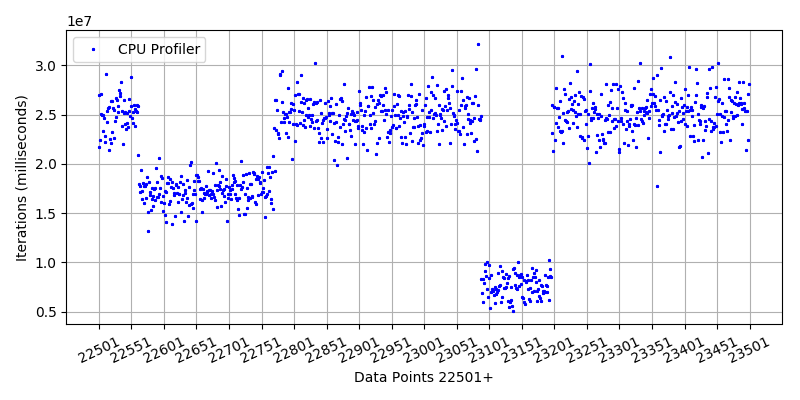 1e7
CPU Profiler
3.0
2.5
2.0
1.5
1.0
0.5
Iterations (milliseconds)
22501 22551 22601 22651 22701 22751 22801 22851 22901 22951 23001 23051 23101 23151 23201 23251 23301 23351 23401 23451 23501
Data Points 22501+